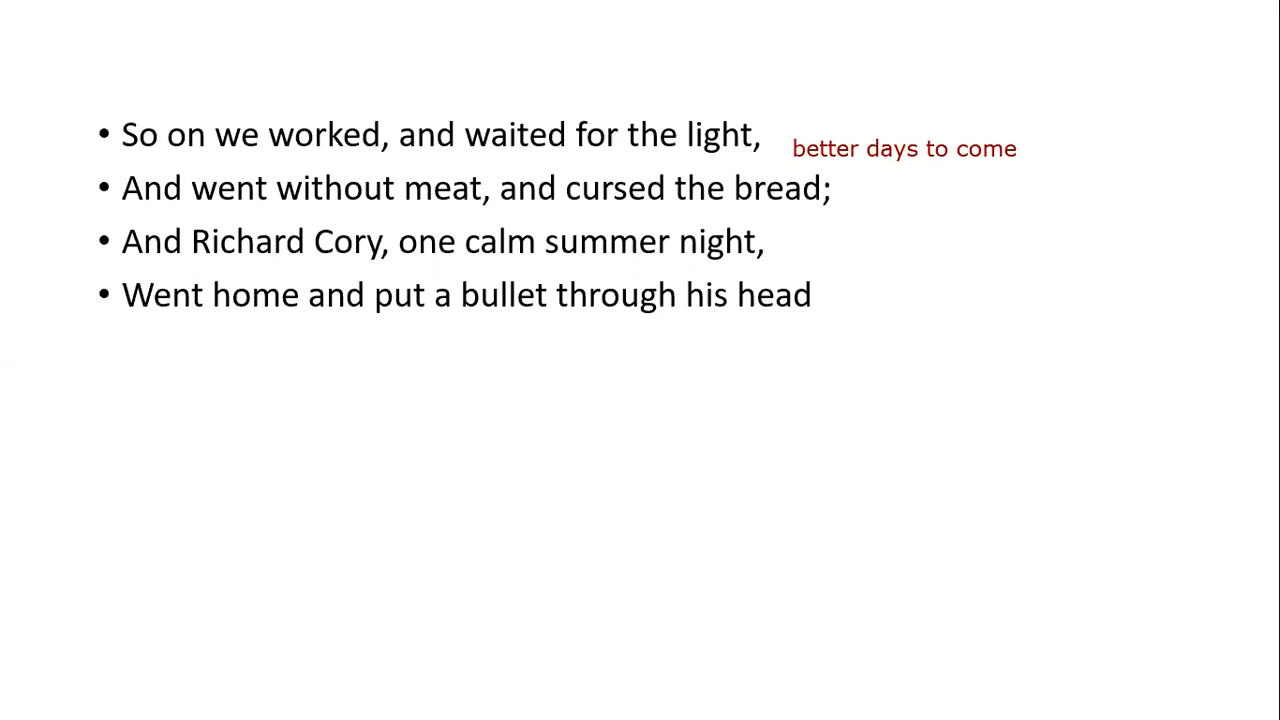 • So on we worked, and waited for the light, better days to come
• And went without meat, and cursed the bread;
• And Richard Cory, one calm summer night,
• Went home and put a bullet through his head